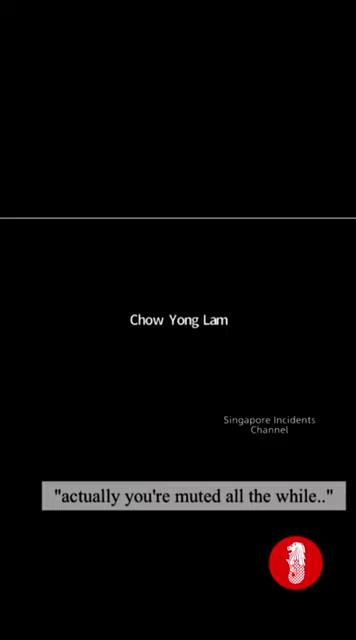 Chow Yong Lam
Singapore Incidents
Channel
"actually you're muted all the while.."